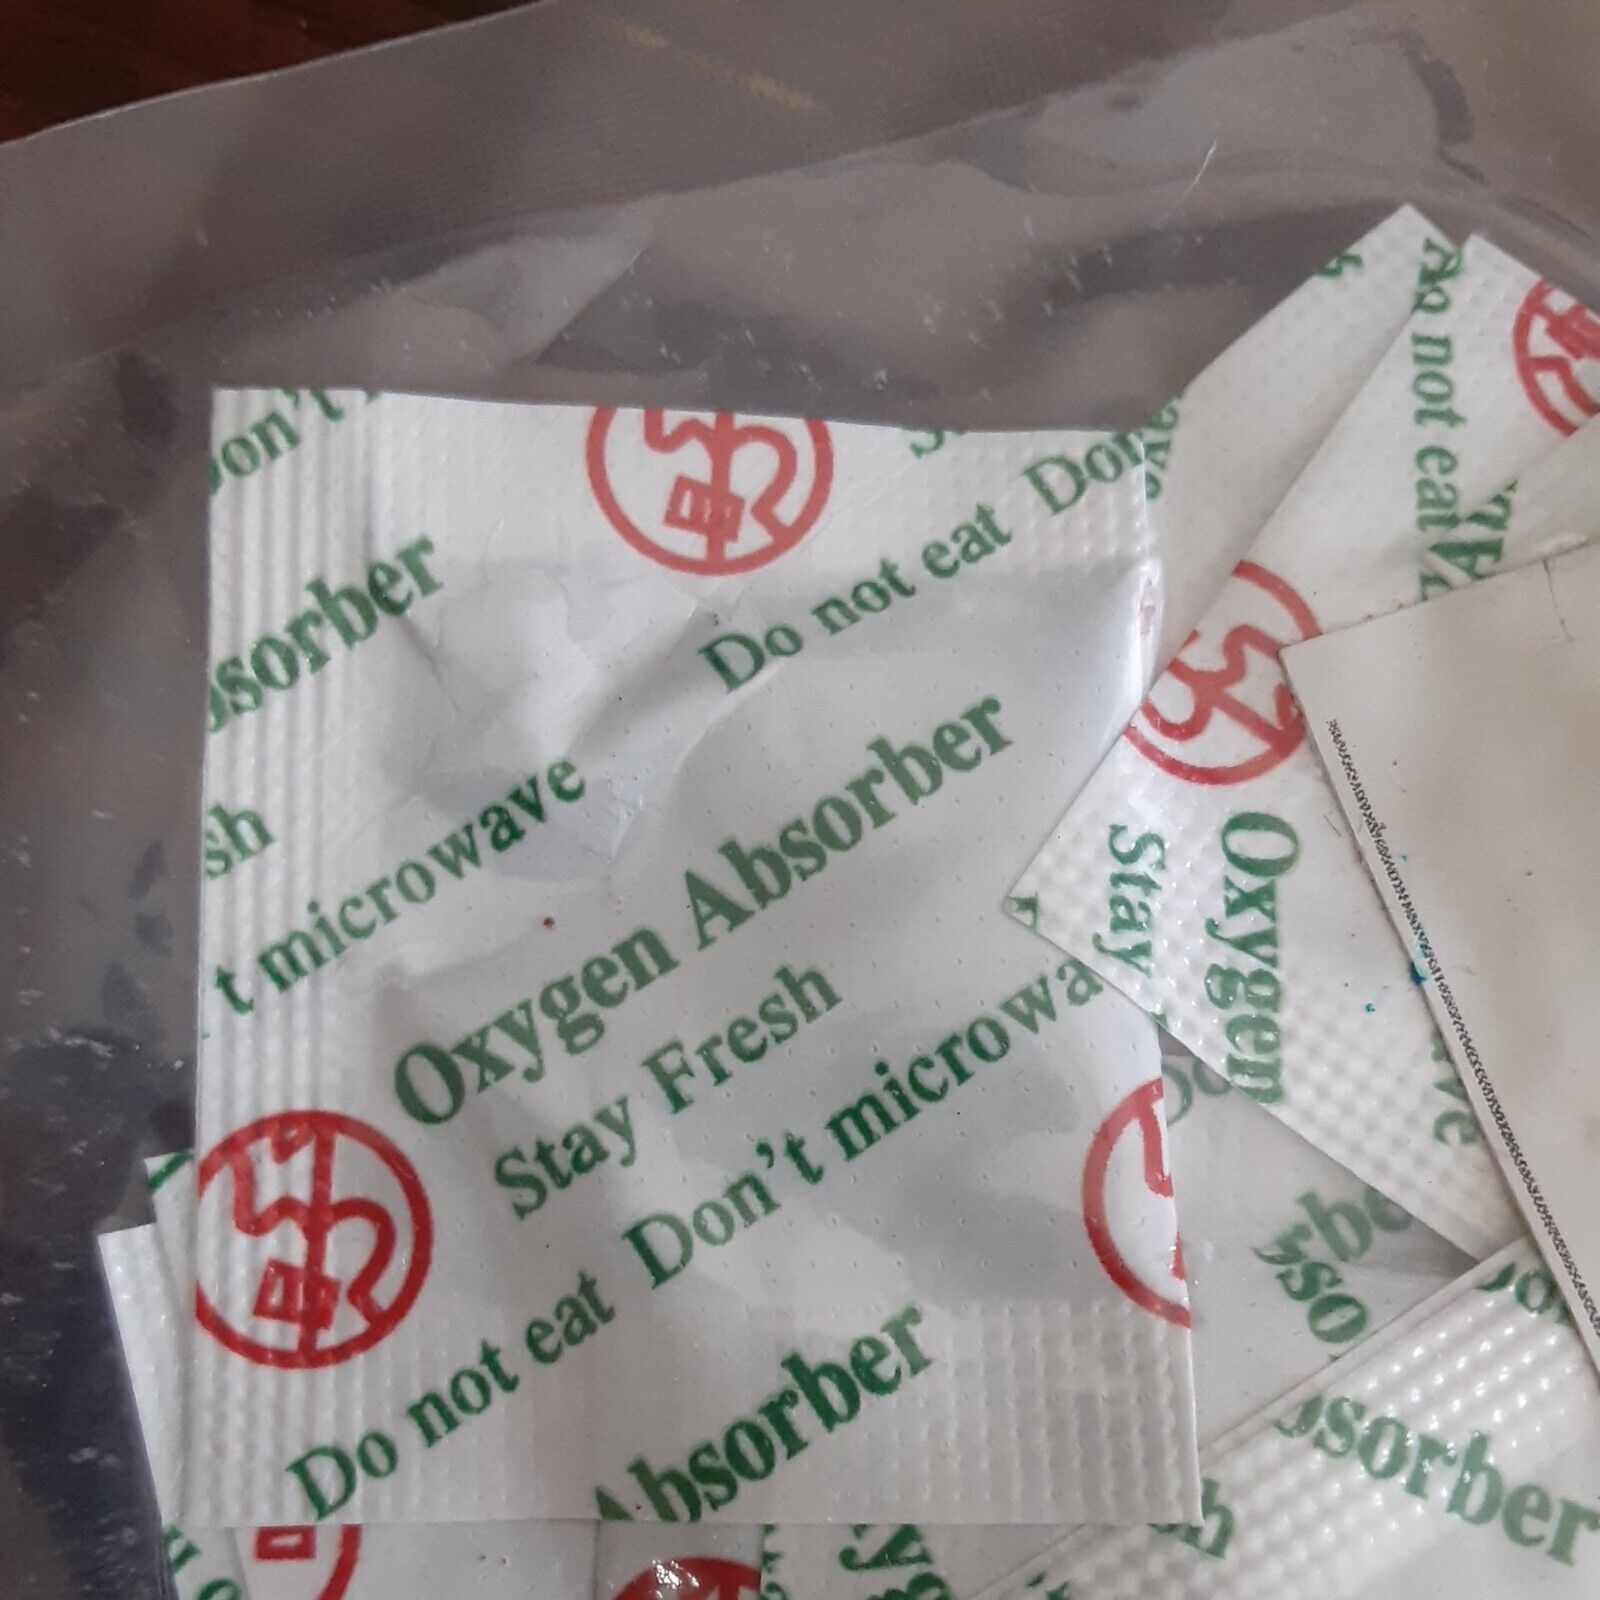 Don't
Do not eat Don
Absorber
t microwave
Oxygen Absorber
Stay Fresh
Do not eat Don't microwa
Absorber
Do not eat
Oxygen
Stay
sorber